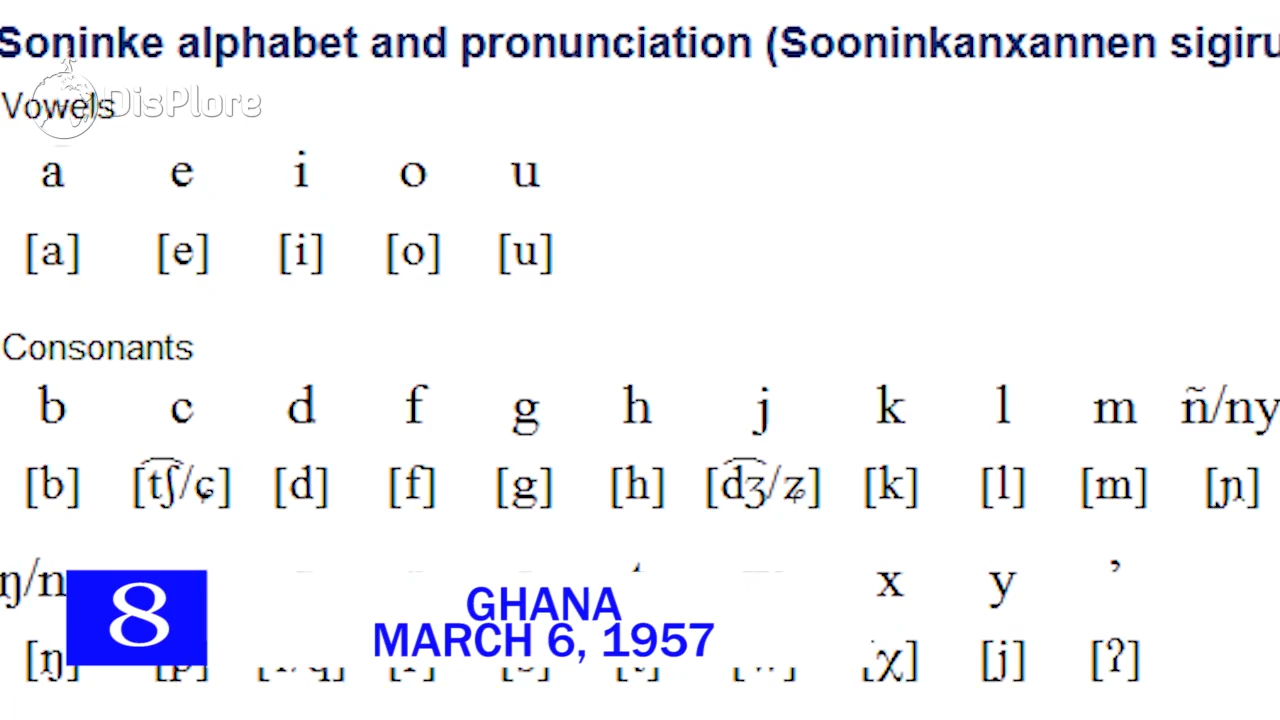 Soninke alphabet and pronunciation (Sooninkanxannen sigiru
DisPlore
Vowels
a e i o u
[a] [e] [i] [o] [u]
Consonants
b c d f g h j k l m ñ/ny
[b] [t͡ʃ/ɕ] [d] [f] [g] [h] [d͡ʒ/ʑ] [k] [l] [m] [ɲ]
ŋ/n x y ʼ
[ŋ] [χ] [j] [ʔ]
8
GHANA
MARCH 6, 1957